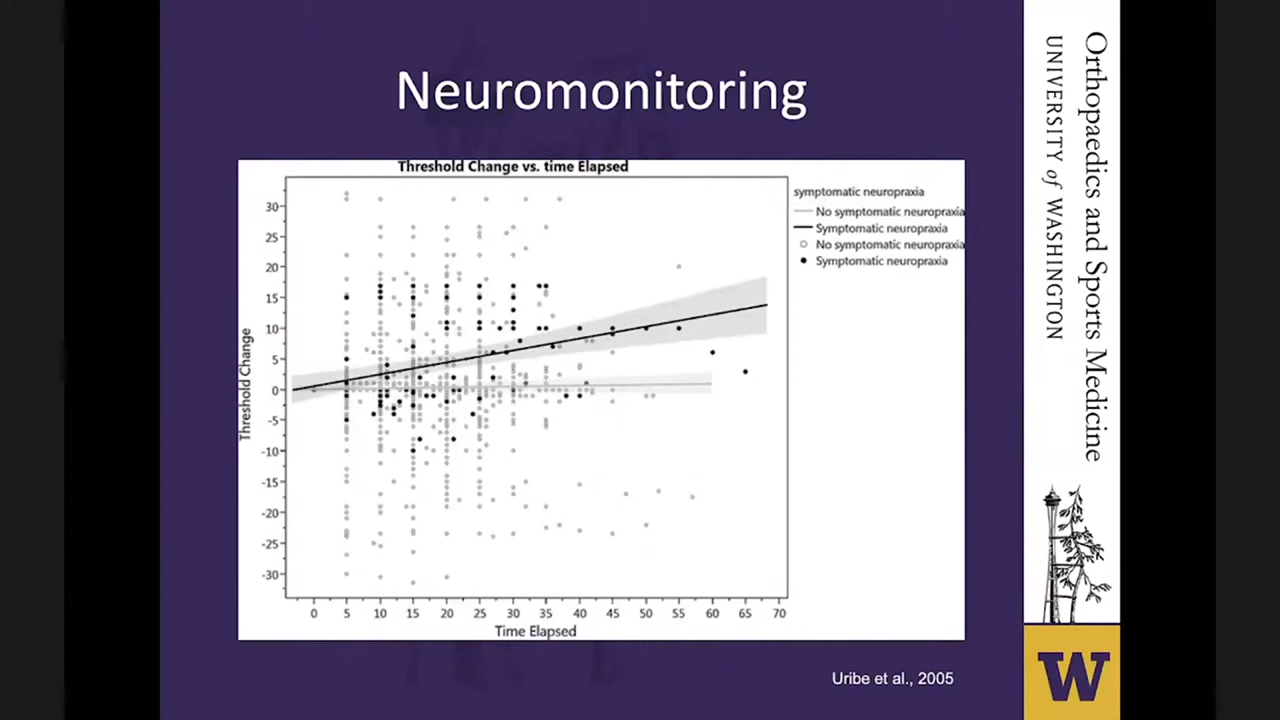 Neuromonitoring
Threshold Change vs. time Elapsed
Threshold Change
30
25
20
15
10
5
0
-5
-10
-15
-20
-25
-30
0 5 10 15 20 25 30 35 40 45 50 55 60 65 70
Time Elapsed
symptomatic neuropraxia
No symptomatic neuropraxia
Symptomatic neuropraxia
No symptomatic neuropraxia
Symptomatic neuropraxia
Uribe et al., 2005
Orthopaedics and Sports Medicine
UNIVERSITY of WASHINGTON
W